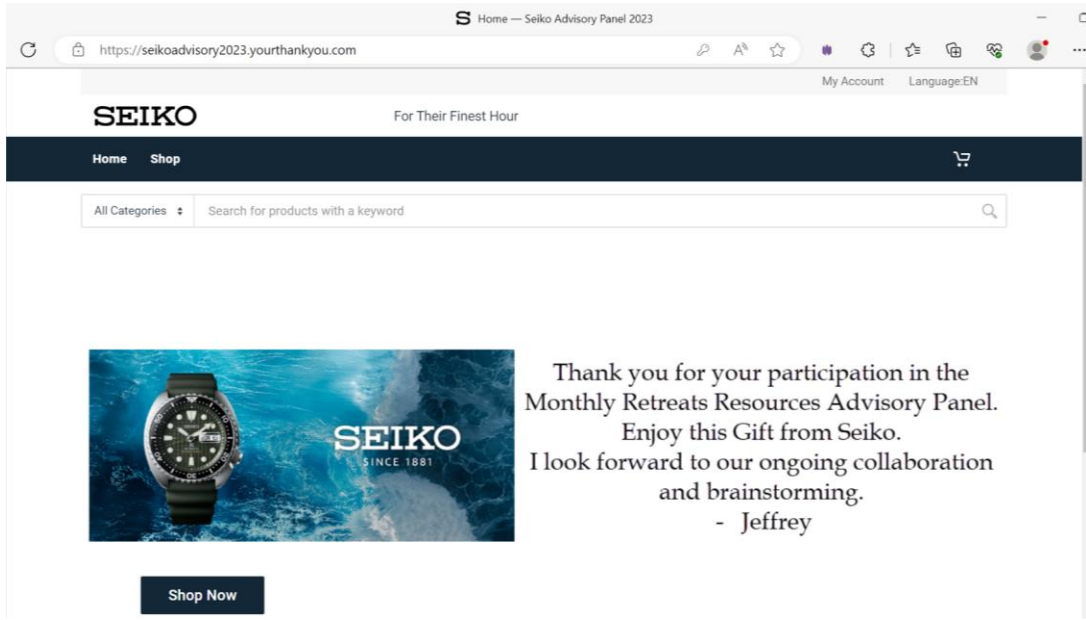 Home — Seiko Advisory Panel 2023
https://seikoadvisory2023.yourthankyou.com
My Account Language:EN
SEIKO For Their Finest Hour
Home Shop
All Categories Search for products with a keyword
SEIKO
SINCE 1881
Thank you for your participation in the
Monthly Retreats Resources Advisory Panel.
Enjoy this Gift from Seiko.
I look forward to our ongoing collaboration
and brainstorming.
- Jeffrey
Shop Now